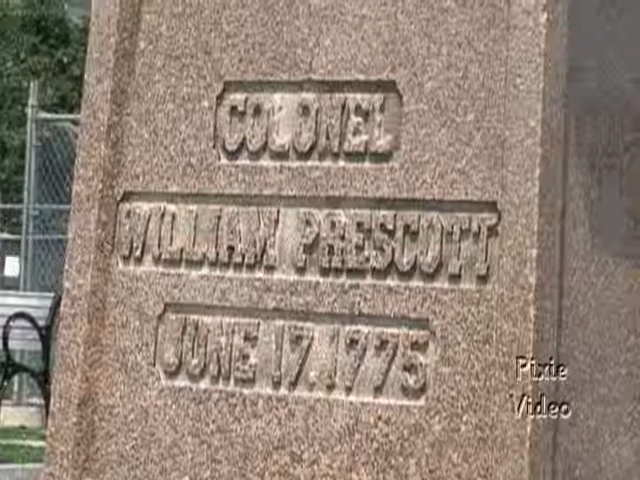 COLONEL
WILLIAM PRESCOTT
JUNE 17. 1775
Pixie
Video